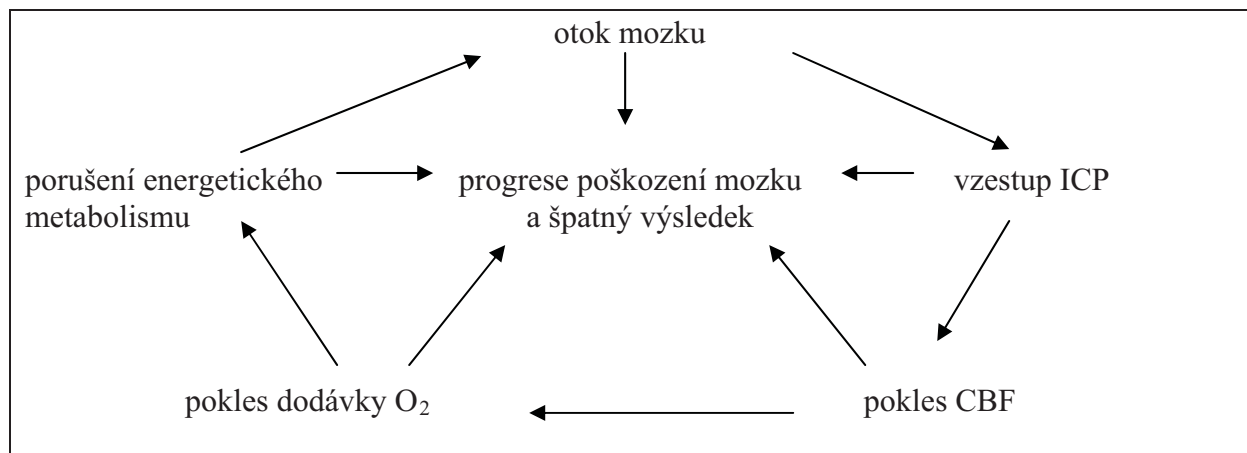 otok mozku
porušení energetického
metabolismu
progrese poškození mozku
a špatný výsledek
vzestup ICP
pokles dodávky O₂
pokles CBF